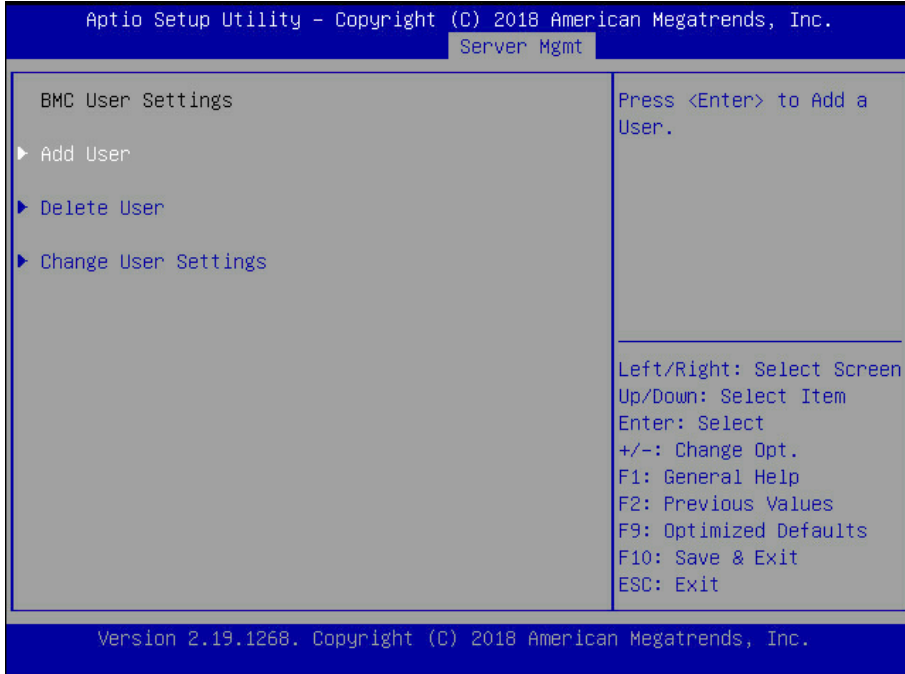 Aptio Setup Utility – Copyright (C) 2018 American Megatrends, Inc.
Server Mgmt
BMC User Settings
Add User
Delete User
Change User Settings
Press <Enter> to Add a
User.
Left/Right: Select Screen
Up/Down: Select Item
Enter: Select
+/-: Change Opt.
F1: General Help
F2: Previous Values
F9: Optimized Defaults
F10: Save & Exit
ESC: Exit
Version 2.19.1268. Copyright (C) 2018 American Megatrends, Inc.